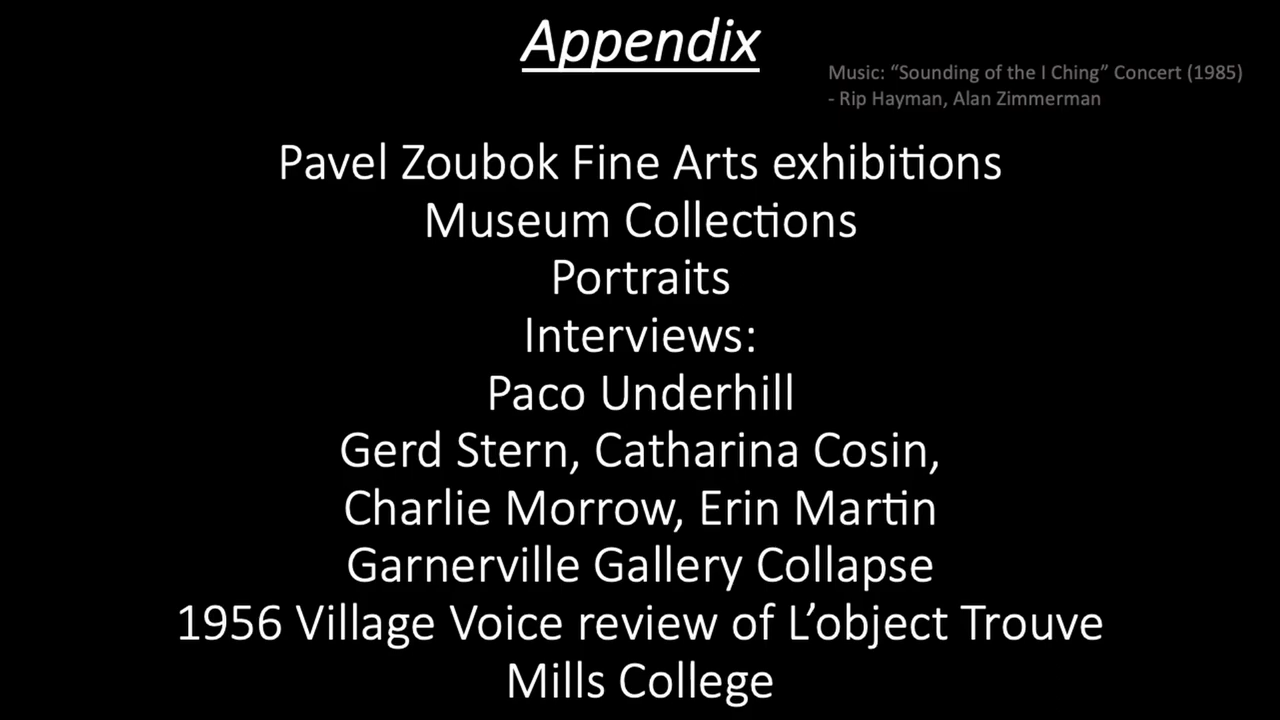 Appendix
Music: “Sounding of the I Ching” Concert (1985)
- Rip Hayman, Alan Zimmerman
Pavel Zoubok Fine Arts exhibitions
Museum Collections
Portraits
Interviews:
Paco Underhill
Gerd Stern, Catharina Cosin,
Charlie Morrow, Erin Martin
Garnerville Gallery Collapse
1956 Village Voice review of L’object Trouve
Mills College